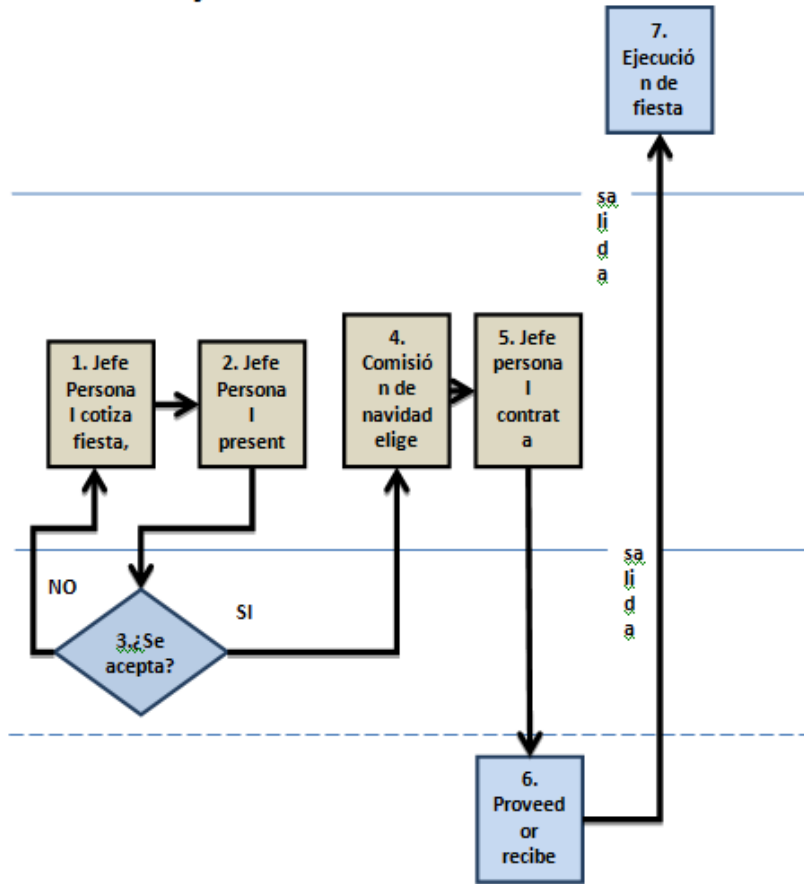 7.
Ejecució
n de
fiesta
sa
li
d
a
1. Jefe
Persona
l cotiza
fiesta,
2. Jefe
Persona
l
present
4.
Comisió
n de
navidad
elige
5. Jefe
persona
l
contrat
a
sa
li
d
a
NO
SI
3.¿Se
acepta?
6.
Proveed
or
recibe